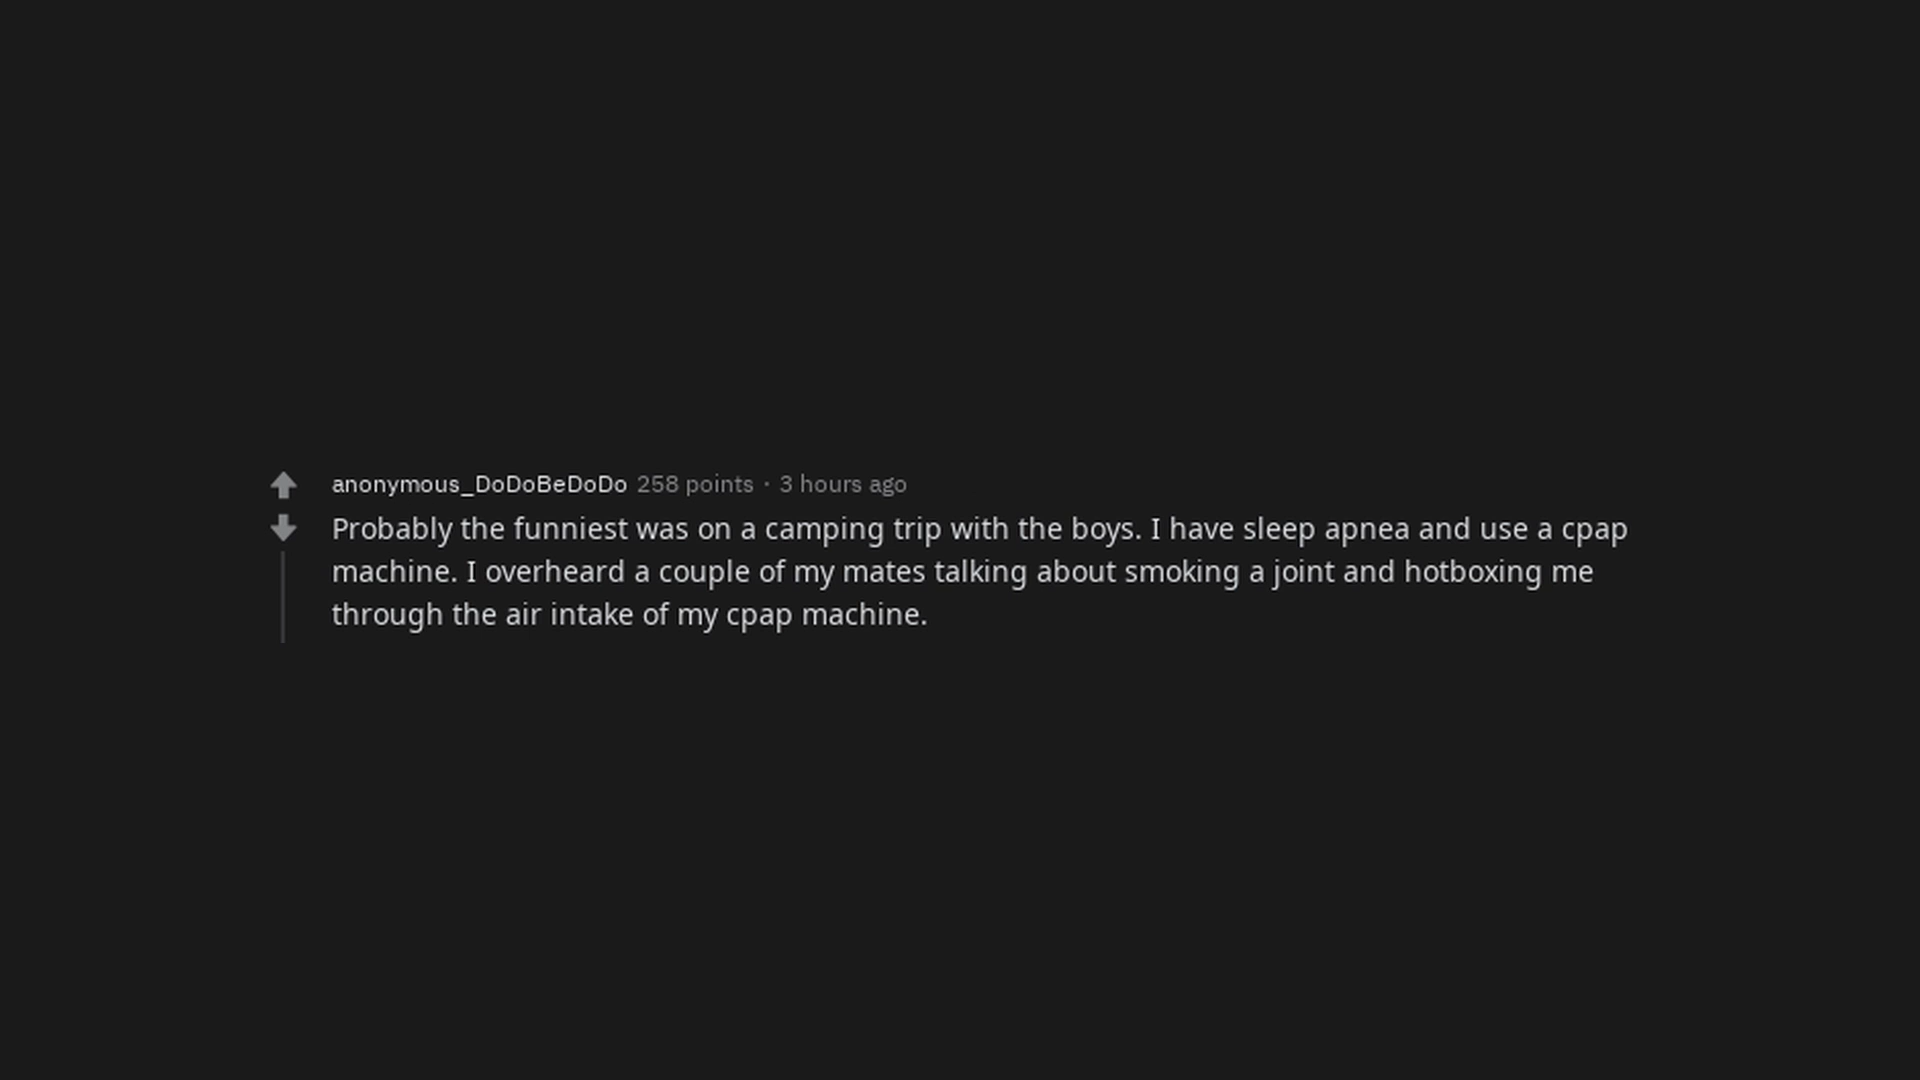 anonymous_DoDoBeDoDo 258 points · 3 hours ago
Probably the funniest was on a camping trip with the boys. I have sleep apnea and use a cpap
machine. I overheard a couple of my mates talking about smoking a joint and hotboxing me
through the air intake of my cpap machine.